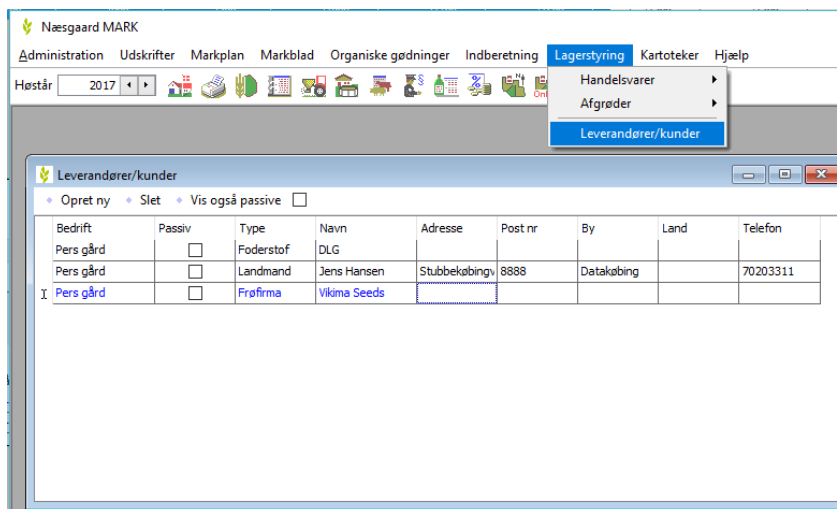 Næsgaard MARK
Administration Udskrifter Markplan Markblad Organiske gødninger Indberetning Lagerstyring Kartoteker Hjælp
Høstår 2017
Handelsvarer
Afgrøder
Leverandører/kunder
Leverandører/kunder
Opret ny Slet Vis også passive
Bedrift Passiv Type Navn Adresse Post nr By Land Telefon
Pers gård Foderstof DLG
Pers gård Landmand Jens Hansen Stubbekøbingv 8888 Datakøbing 70203311
Pers gård Frøfirma Vikima Seeds